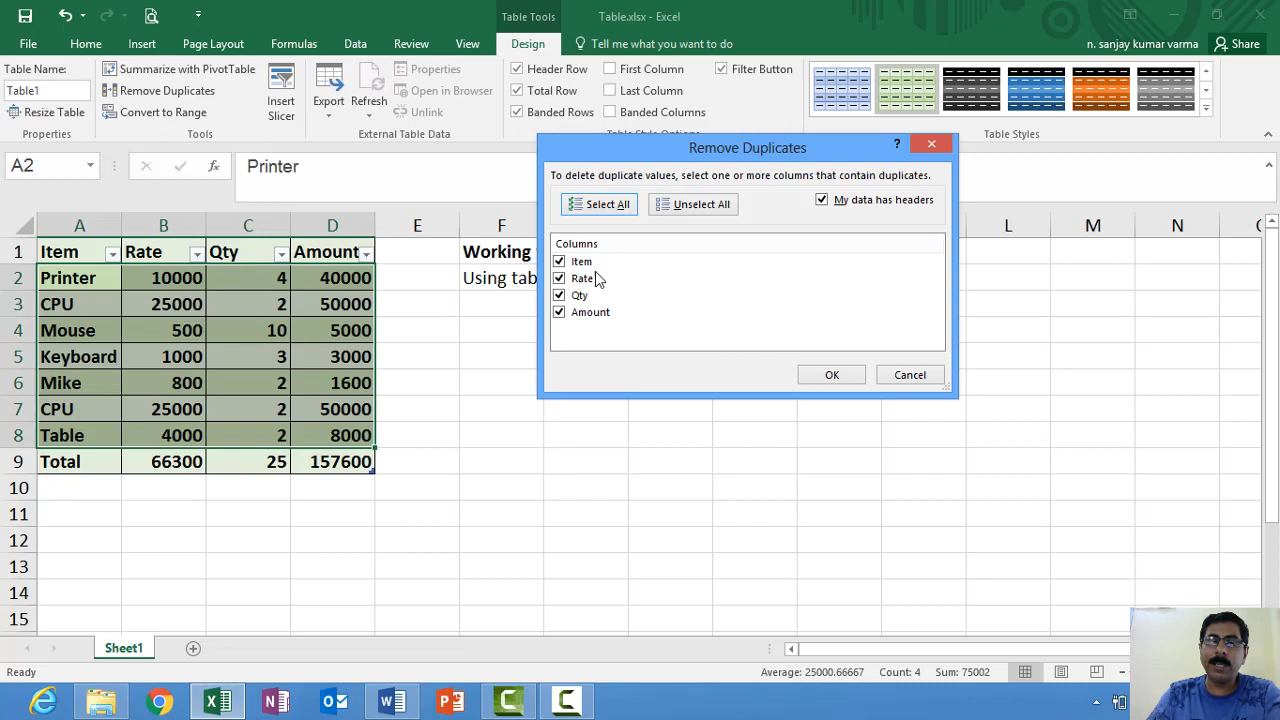 Table Tools
Table.xlsx - Excel
File Home Insert Page Layout Formulas Data Review View Design Tell me what you want to do n. sanjay kumar varma Share
Table Name:
Table1
Resize Table
Properties
Summarize with PivotTable
Remove Duplicates
Convert to Range
Tools
Insert
Slicer
Export
Refresh
Properties
Open in Browser
Unlink
External Table Data
Header Row
Total Row
Banded Rows
First Column
Last Column
Banded Columns
Filter Button
Table Style Options
Table Styles
A2
fx
Printer
A B C D E F L M N
1 Item Rate Qty Amount Working
2 Printer 10000 4 40000 Using tab
3 CPU 25000 2 50000
4 Mouse 500 10 5000
5 Keyboard 1000 3 3000
6 Mike 800 2 1600
7 CPU 25000 2 50000
8 Table 4000 2 8000
9 Total 66300 25 157600
10
11
12
13
14
15
Remove Duplicates
?
To delete duplicate values, select one or more columns that contain duplicates.
Select All
Unselect All
My data has headers
Columns
Item
Rate
Qty
Amount
OK
Cancel
Sheet1
Ready
Average: 25000.66667 Count: 4 Sum: 75002